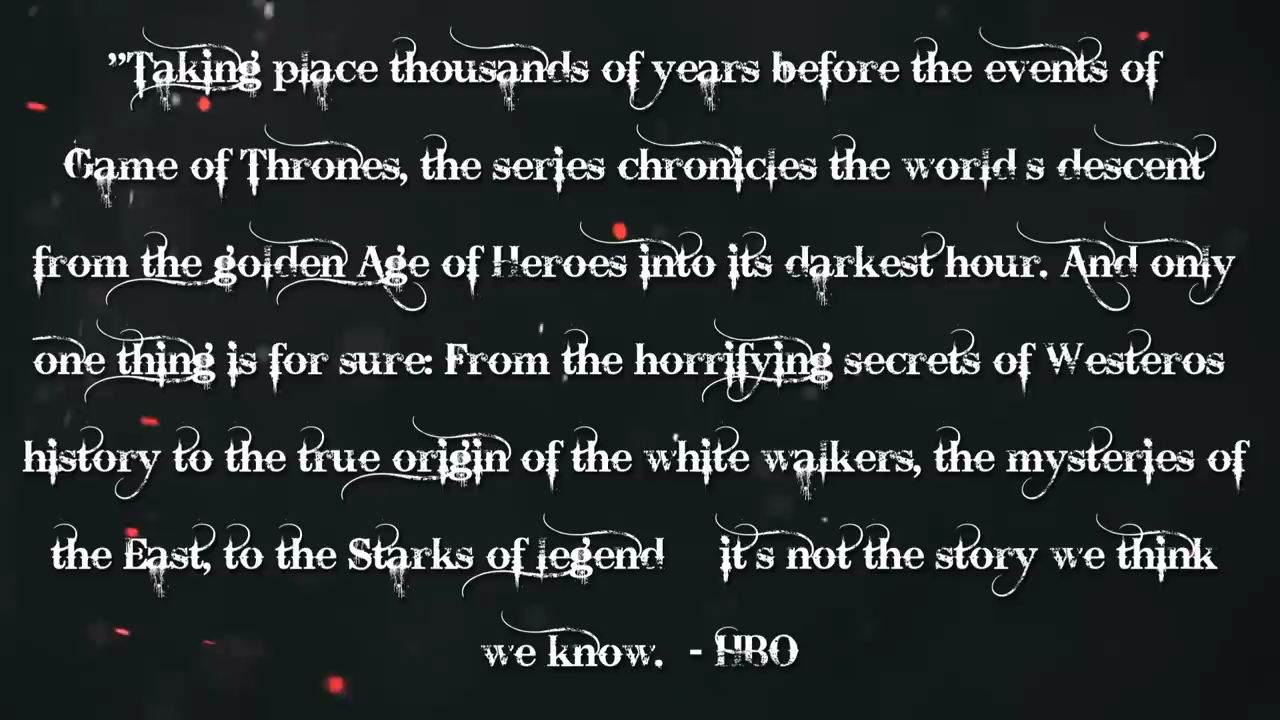 "Taking place thousands of years before the events of
Game of Thrones, the series chronicles the world s descent
from the golden Age of Heroes into its darkest hour. And only
one thing is for sure: From the horrifying secrets of Westeros
history to the true origin of the white walkers, the mysteries of
the East, to the Starks of legend it s not the story we think
we know. - HBO